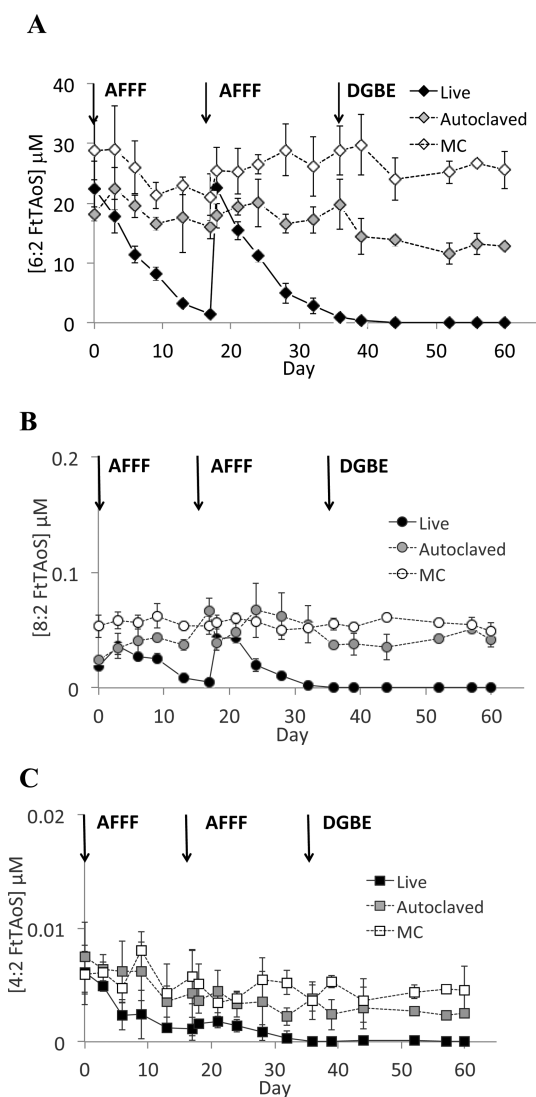 A
AFFF AFFF DGBE
Live
Autoclaved
MC
[6:2 FtTAoS] μM
40
30
20
10
0
0 10 20 30 40 50 60
Day
B
AFFF AFFF DGBE
Live
Autoclaved
MC
[8:2 FtTAoS] μM
0.2
0.1
0
0 10 20 30 40 50 60
Day
C
AFFF AFFF DGBE
Live
Autoclaved
MC
[4:2 FtTAoS] μM
0.02
0.01
0
0 10 20 30 40 50 60
Day